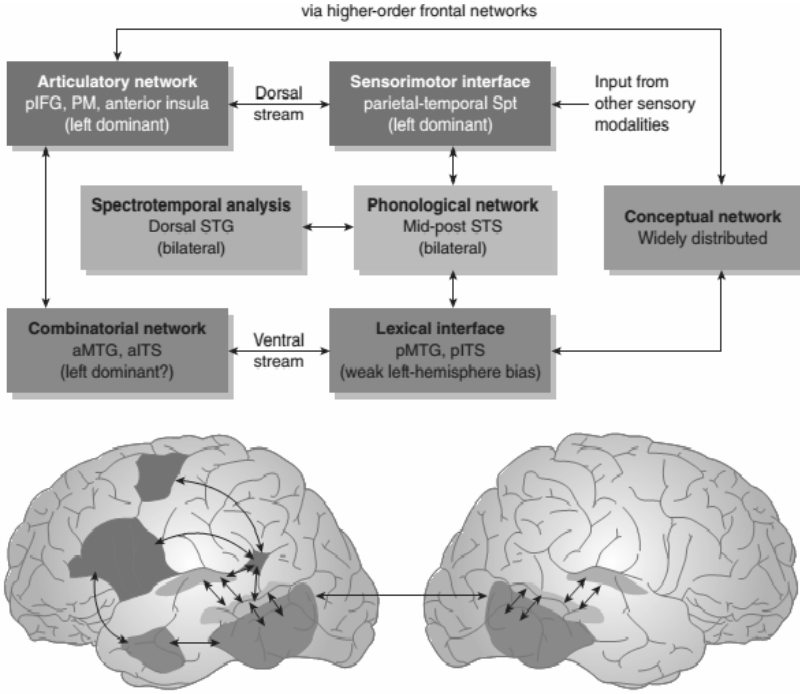 via higher-order frontal networks
Articulatory network
pIFG, PM, anterior insula
(left dominant)
Dorsal
stream
Sensorimotor interface
parietal-temporal Spt
(left dominant)
Input from
other sensory
modalities
Spectrotemporal analysis
Dorsal STG
(bilateral)
Phonological network
Mid-post STS
(bilateral)
Conceptual network
Widely distributed
Combinatorial network
aMTG, aITS
(left dominant?)
Ventral
stream
Lexical interface
pMTG, pITS
(weak left-hemisphere bias)